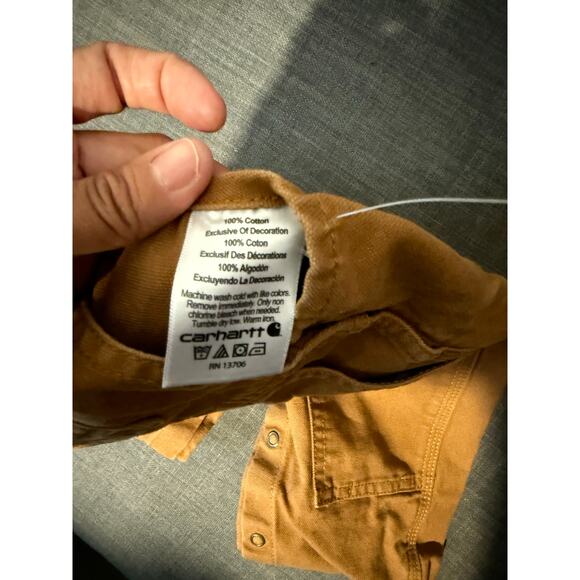 100% Cotton
Exclusive Of Decoration
100% Coton
Exclusif Des Décorations
100% Algodón
Excluyendo La Decoración
Machine wash cold with like colors.
Remove immediately. Only non
chlorine bleach when needed.
Tumble dry low. Warm iron.
carhartt
RN 13706